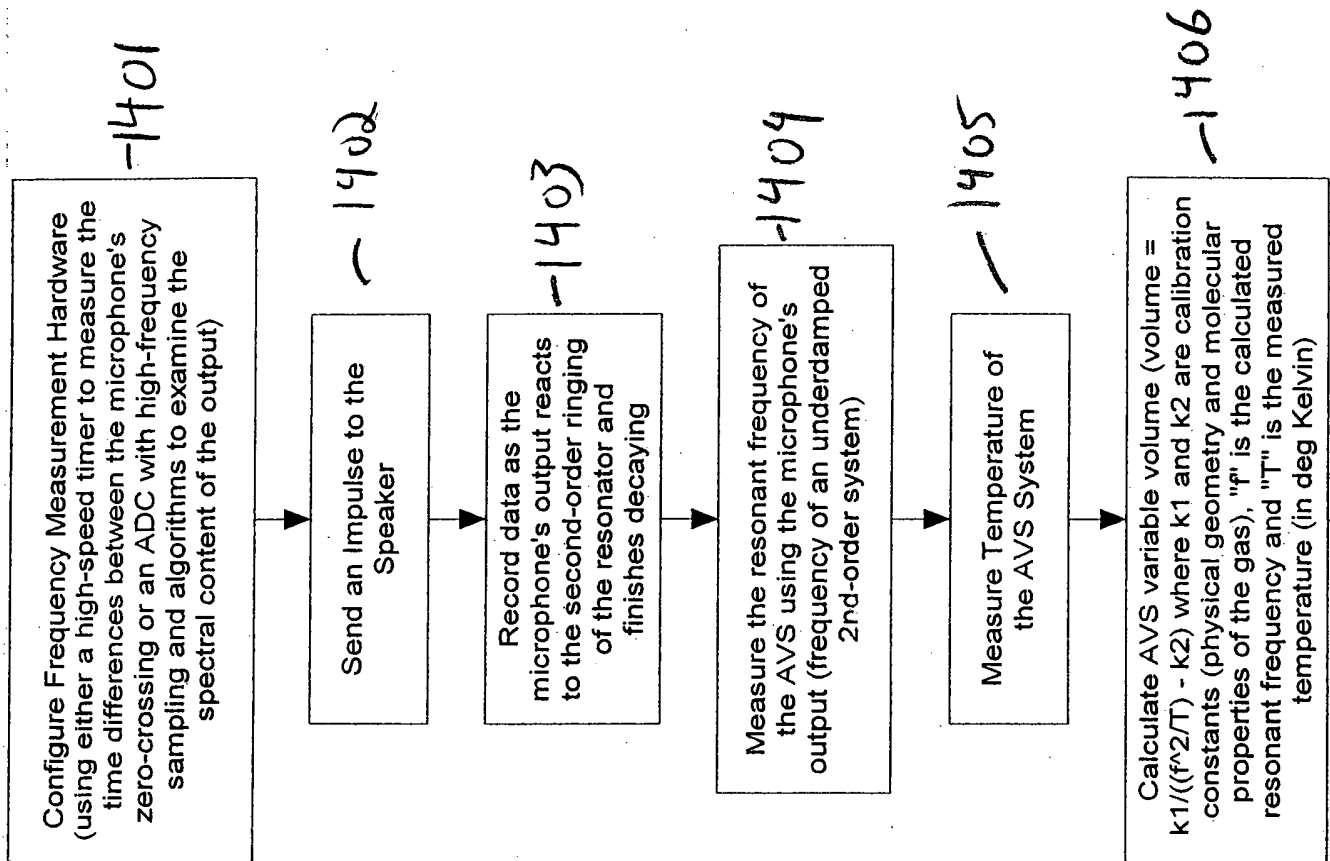 Configure Frequency Measurement Hardware
(using either a high-speed timer to measure the
time differences between the microphone's
zero-crossing or an ADC with high-frequency
sampling and algorithms to examine the
spectral content of the output)
-1401
Send an Impulse to the
Speaker
- 1402
Record data as the
microphone's output reacts
to the second-order ringing
of the resonator and
finishes decaying
-1403
Measure the resonant frequency of
the AVS using the microphone's
output (frequency of an underdamped
2nd-order system)
-1404
Measure Temperature of
the AVS System
- 1405
Calculate AVS variable volume (volume =
k1/((f^2/T) - k2) where k1 and k2 are calibration
constants (physical geometry and molecular
properties of the gas), "f" is the calculated
resonant frequency and "T" is the measured
temperature (in deg Kelvin)
-1406